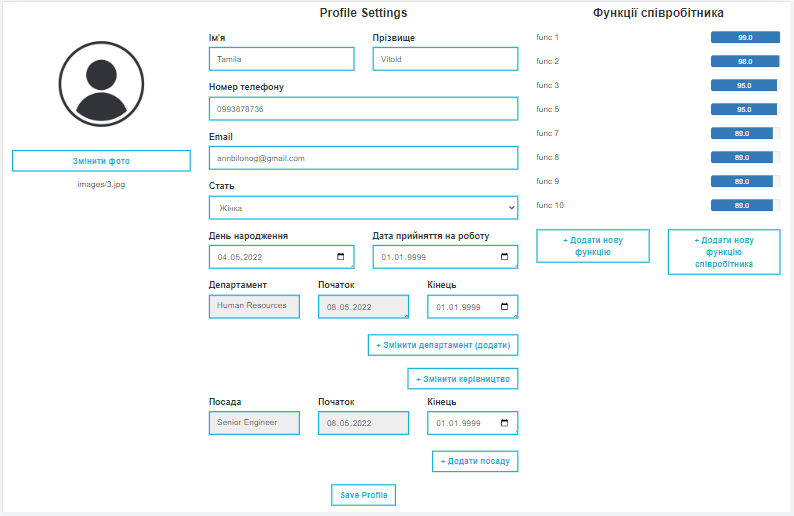 Змінити фото
images/3.jpg
Profile Settings
Ім'я Прізвище
Tamila Vitold
Номер телефону
0993878736
Email
annbilonog@gmail.com
Стать
Жінка
День народження Дата прийняття на роботу
04.05.2022 01.01.9999
Департамент Початок Кінець
Human Resources 08.05.2022 01.01.9999
+ Змінити департамент (додати)
+ Змінити керівництво
Посада Початок Кінець
Senior Engineer 08.05.2022 01.01.9999
+ Додати посаду
Save Profile
Функції співробітника
func 1 99.0
func 2 98.0
func 3 95.0
func 5 95.0
func 7 89.0
func 8 89.0
func 9 89.0
func 10 89.0
+ Додати нову
функцію
+ Додати нову
функцію
співробітника